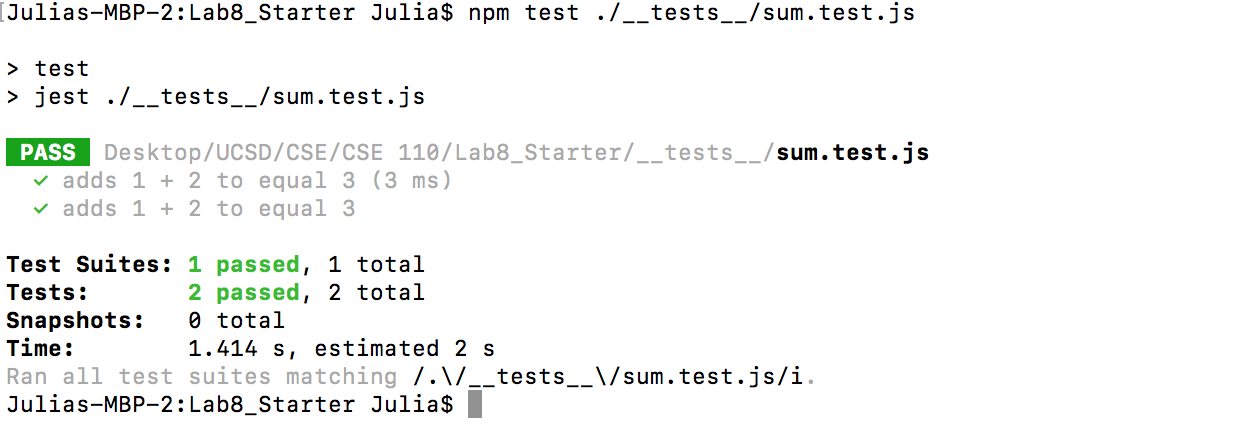 Julias-MBP-2:Lab8_Starter Julia$ npm test ./__tests__/sum.test.js
> test
> jest ./__tests__/sum.test.js
PASS Desktop/UCSD/CSE/CSE 110/Lab8_Starter/__tests__/sum.test.js
✓ adds 1 + 2 to equal 3 (3 ms)
✓ adds 1 + 2 to equal 3
Test Suites: 1 passed, 1 total
Tests: 2 passed, 2 total
Snapshots: 0 total
Time: 1.414 s, estimated 2 s
Ran all test suites matching /.\/__tests__\/sum.test.js/i.
Julias-MBP-2:Lab8_Starter Julia$